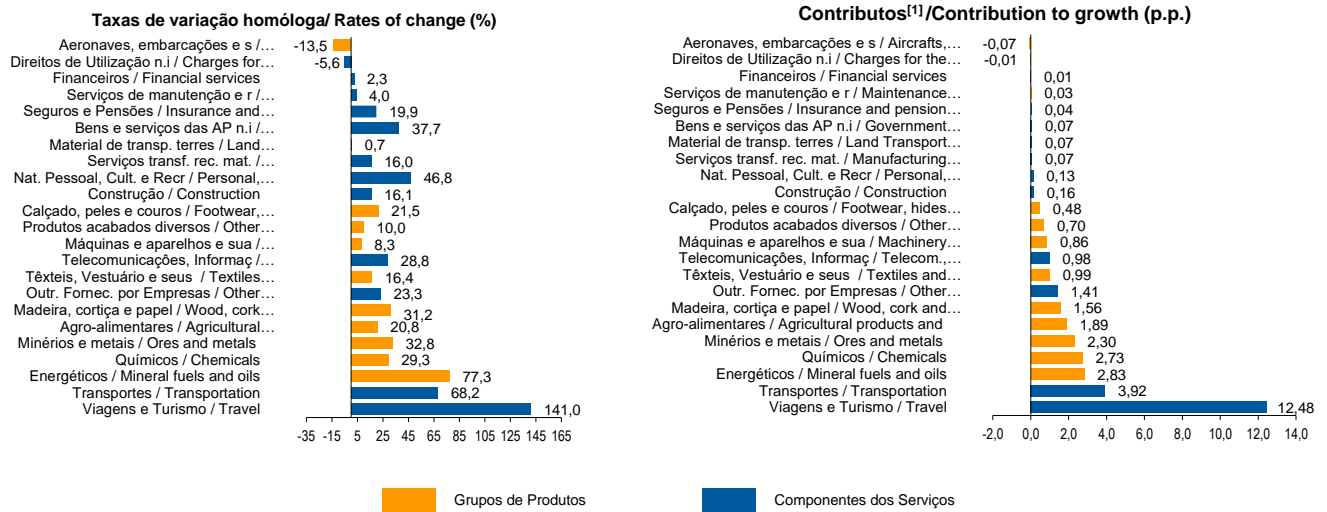 Taxas de variação homóloga/ Rates of change (%)
Aeronaves, embarcações e s /… -13,5
Direitos de Utilização n.i / Charges for… -5,6
Financeiros / Financial services 2,3
Serviços de manutenção e r /… 4,0
Seguros e Pensões / Insurance and… 19,9
Bens e serviços das AP n.i /… 37,7
Material de transp. terres / Land… 0,7
Serviços transf. rec. mat. /… 16,0
Nat. Pessoal, Cult. e Recr / Personal,… 46,8
Construção / Construction 16,1
Calçado, peles e couros / Footwear,… 21,5
Produtos acabados diversos / Other… 10,0
Máquinas e aparelhos e sua /… 8,3
Telecomunicações, Informaç /… 28,8
Têxteis, Vestuário e seus / Textiles… 16,4
Outr. Fornec. por Empresas / Other… 23,3
Madeira, cortiça e papel / Wood, cork… 31,2
Agro-alimentares / Agricultural… 20,8
Minérios e metais / Ores and metals 32,8
Químicos / Chemicals 29,3
Energéticos / Mineral fuels and oils 77,3
Transportes / Transportation 68,2
Viagens e Turismo / Travel 141,0
-35 -15 5 25 45 65 85 105 125 145 165
Contributos[1] /Contribution to growth (p.p.)
Aeronaves, embarcações e s / Aircrafts,… -0,07
Direitos de Utilização n.i / Charges for the… -0,01
Financeiros / Financial services 0,01
Serviços de manutenção e r / Maintenance… 0,03
Seguros e Pensões / Insurance and pension… 0,04
Bens e serviços das AP n.i / Government… 0,07
Material de transp. terres / Land Transport… 0,07
Serviços transf. rec. mat. / Manufacturing… 0,07
Nat. Pessoal, Cult. e Recr / Personal,… 0,13
Construção / Construction 0,16
Calçado, peles e couros / Footwear, hides… 0,48
Produtos acabados diversos / Other… 0,70
Máquinas e aparelhos e sua / Machinery… 0,86
Telecomunicações, Informaç / Telecom.,… 0,98
Têxteis, Vestuário e seus / Textiles and… 0,99
Outr. Fornec. por Empresas / Other… 1,41
Madeira, cortiça e papel / Wood, cork and… 1,56
Agro-alimentares / Agricultural products and 1,89
Minérios e metais / Ores and metals 2,30
Químicos / Chemicals 2,73
Energéticos / Mineral fuels and oils 2,83
Transportes / Transportation 3,92
Viagens e Turismo / Travel 12,48
-2,0 0,0 2,0 4,0 6,0 8,0 10,0 12,0 14,0
Grupos de Produtos
Componentes dos Serviços